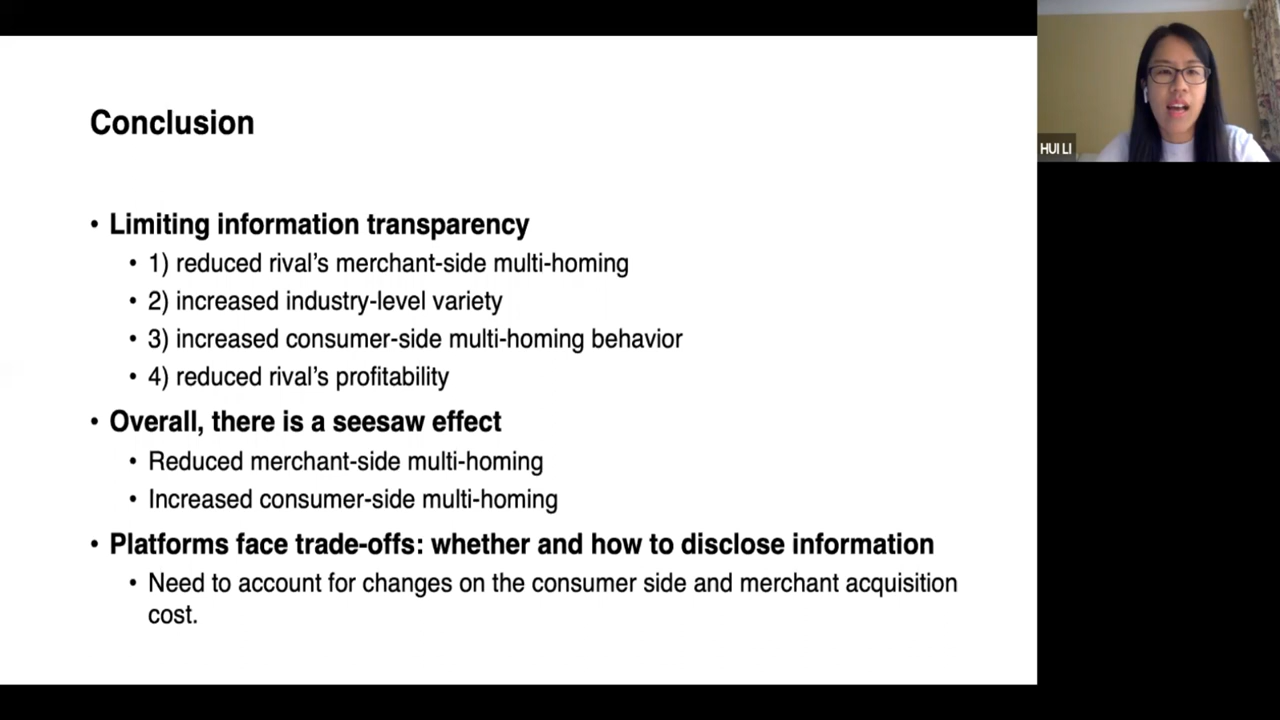 Conclusion
• Limiting information transparency
• 1) reduced rival's merchant-side multi-homing
• 2) increased industry-level variety
• 3) increased consumer-side multi-homing behavior
• 4) reduced rival's profitability
• Overall, there is a seesaw effect
• Reduced merchant-side multi-homing
• Increased consumer-side multi-homing
• Platforms face trade-offs: whether and how to disclose information
• Need to account for changes on the consumer side and merchant acquisition
cost.
HUI LI